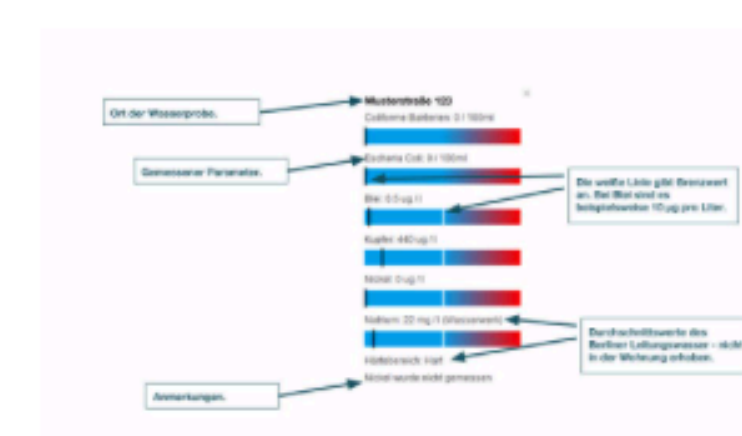 Musterstraße 123
Ort der Wasserprobe.
Coliforme Bakterien: 0 / 100ml
Gemessener Parameter.
Escheria Coli: 0 / 100ml
Die weiße Linie gibt Grenzwert
an. Bei Blei sind es
beispielsweise 10 µg pro Liter.
Blei: 0.5 ug / l
Kupfer: 440 ug / l
Nickel: 0 ug / l
Natrium: 22 mg / l (Wasserwerk)
Durchschnittswerte des
Berliner Leitungswasser - nicht
in der Wohnung erhoben.
Härtebereich: Hart
Nickel wurde nicht gemessen
Anmerkungen.